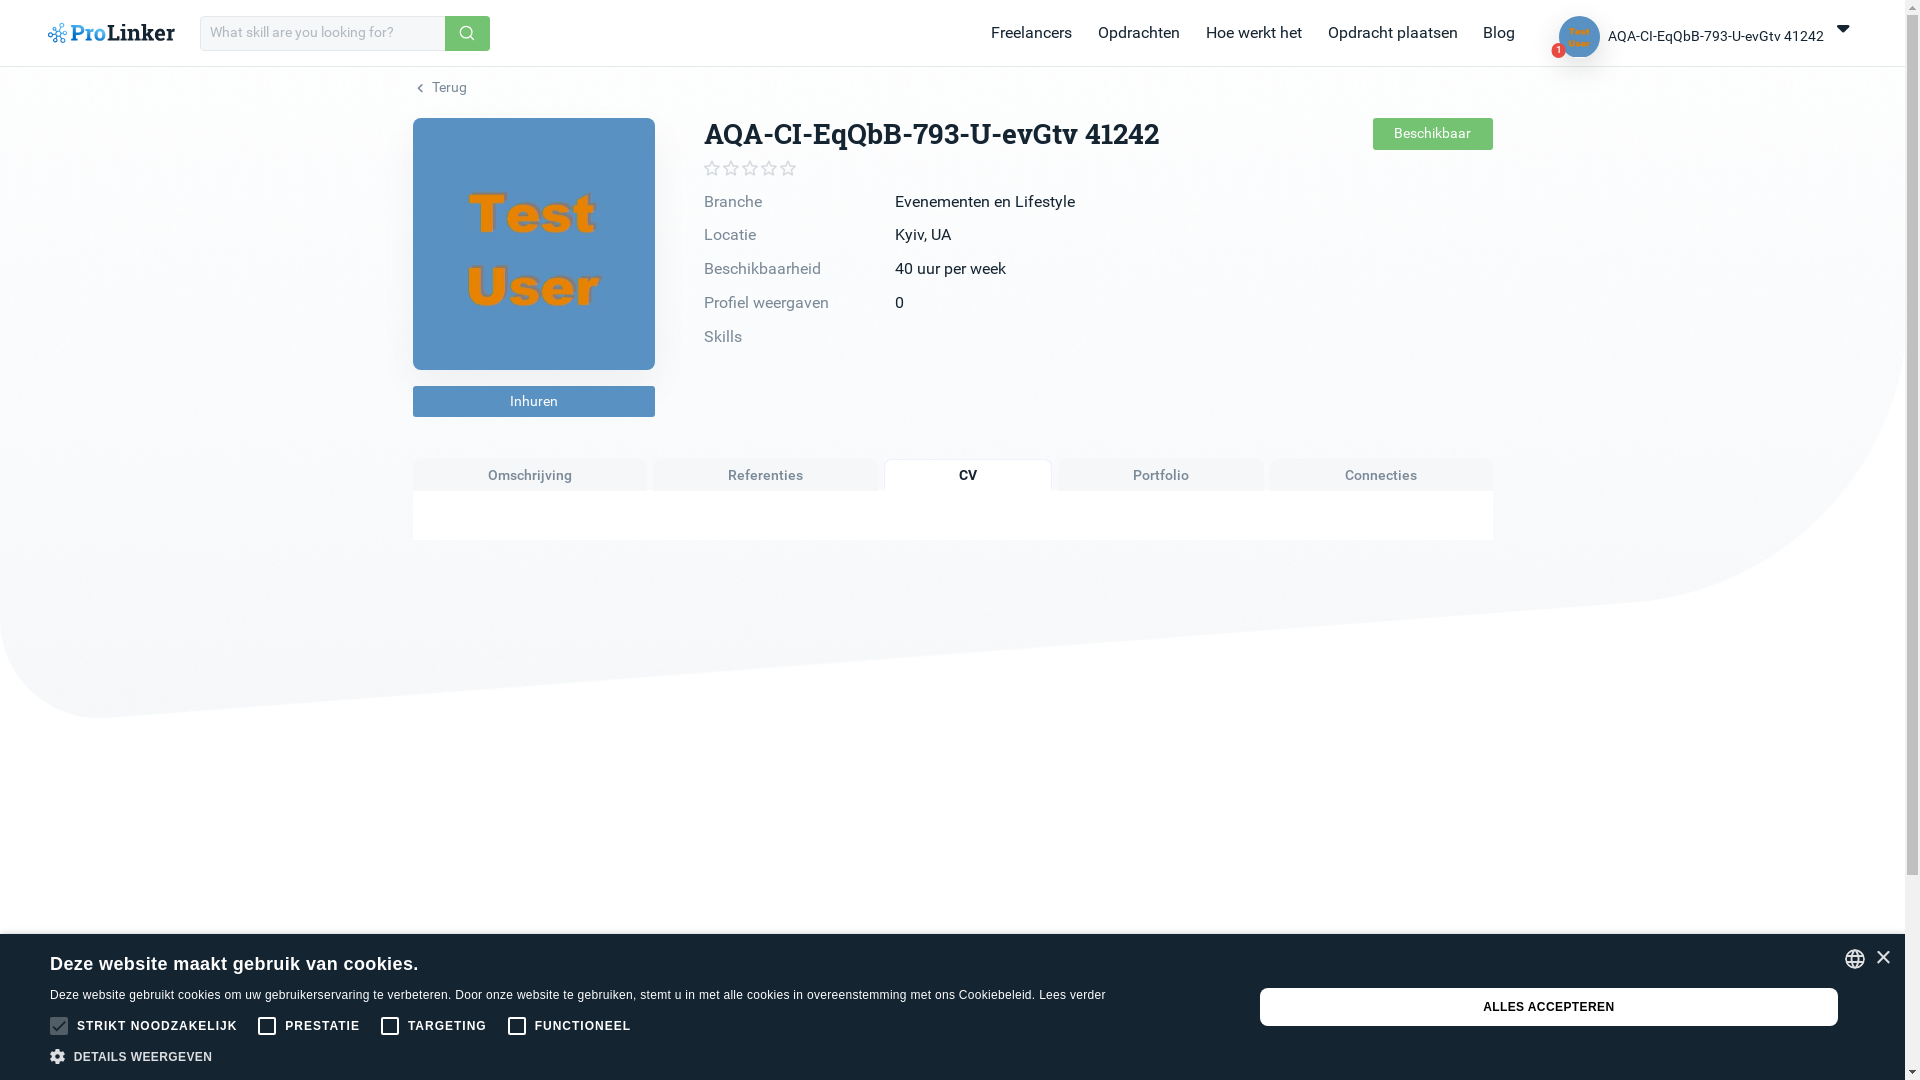 ProLinker
What skill are you looking for?
Freelancers
Opdrachten
Hoe werkt het
Opdracht plaatsen
Blog
Test
User
1
AQA-CI-EqQbB-793-U-evGtv 41242
Terug
Test
User
AQA-CI-EqQbB-793-U-evGtv 41242
Beschikbaar
Branche Evenementen en Lifestyle
Locatie Kyiv, UA
Beschikbaarheid 40 uur per week
Profiel weergaven 0
Skills
Inhuren
Omschrijving
Referenties
CV
Portfolio
Connecties
Deze website maakt gebruik van cookies.
Deze website gebruikt cookies om uw gebruikerservaring te verbeteren. Door onze website te gebruiken, stemt u in met alle cookies in overeenstemming met ons Cookiebeleid. Lees verder
STRIKT NOODZAKELIJK
PRESTATIE
TARGETING
FUNCTIONEEL
DETAILS WEERGEVEN
ALLES ACCEPTEREN
×